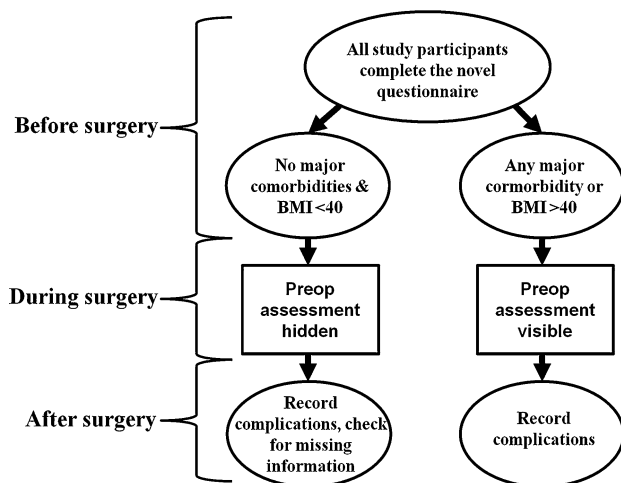 All study participants
complete the novel
questionnaire
Before surgery
No major
comorbidities &
BMI <40
Any major
cormorbidity or
BMI >40
During surgery
Preop
assessment
hidden
Preop
assessment
visible
After surgery
Record
complications, check
for missing
information
Record
complications